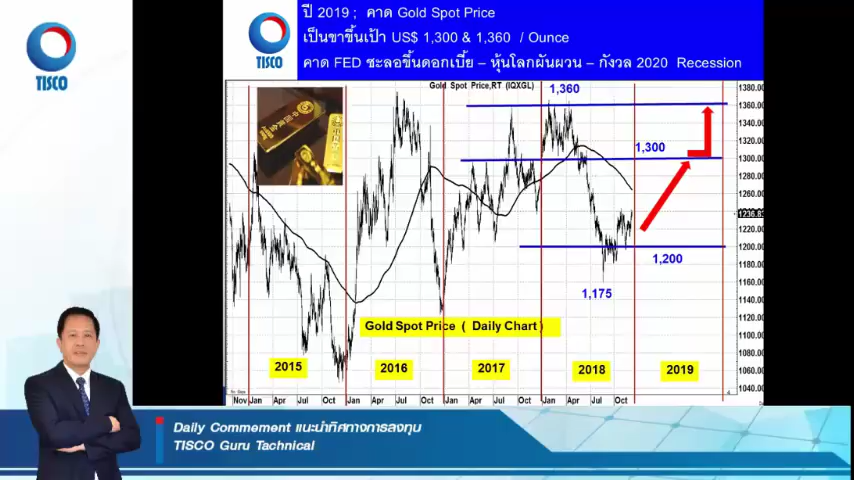 TISCO
TISCO
ปี 2019 ; คาด Gold Spot Price
เป็นขาขึ้นเป้า US$ 1,300 & 1,360 / Ounce
คาด FED ชะลอขึ้นดอกเบี้ย – หุ้นโลกผันผวน – กังวล 2020 Recession
Gold Spot Price,RT (IQXGL)
1,360
1,300
1,200
1,175
1380.00
1360.00
1340.00
1320.00
1300.00
1280.00
1260.00
1236.8
1220.00
1200.00
1180.00
1160.00
1140.00
1120.00
1100.00
1080.00
1060.00
1040.00
Gold Spot Price ( Daily Chart )
2015 2016 2017 2018 2019
Nov Jan Apr Jul Oct Jan Apr Jul Oct Jan Apr Jul Oct Jan Apr Jul Oct
Daily Commement แนะนำทิศทางการลงทุน
TISCO Guru Tachnical